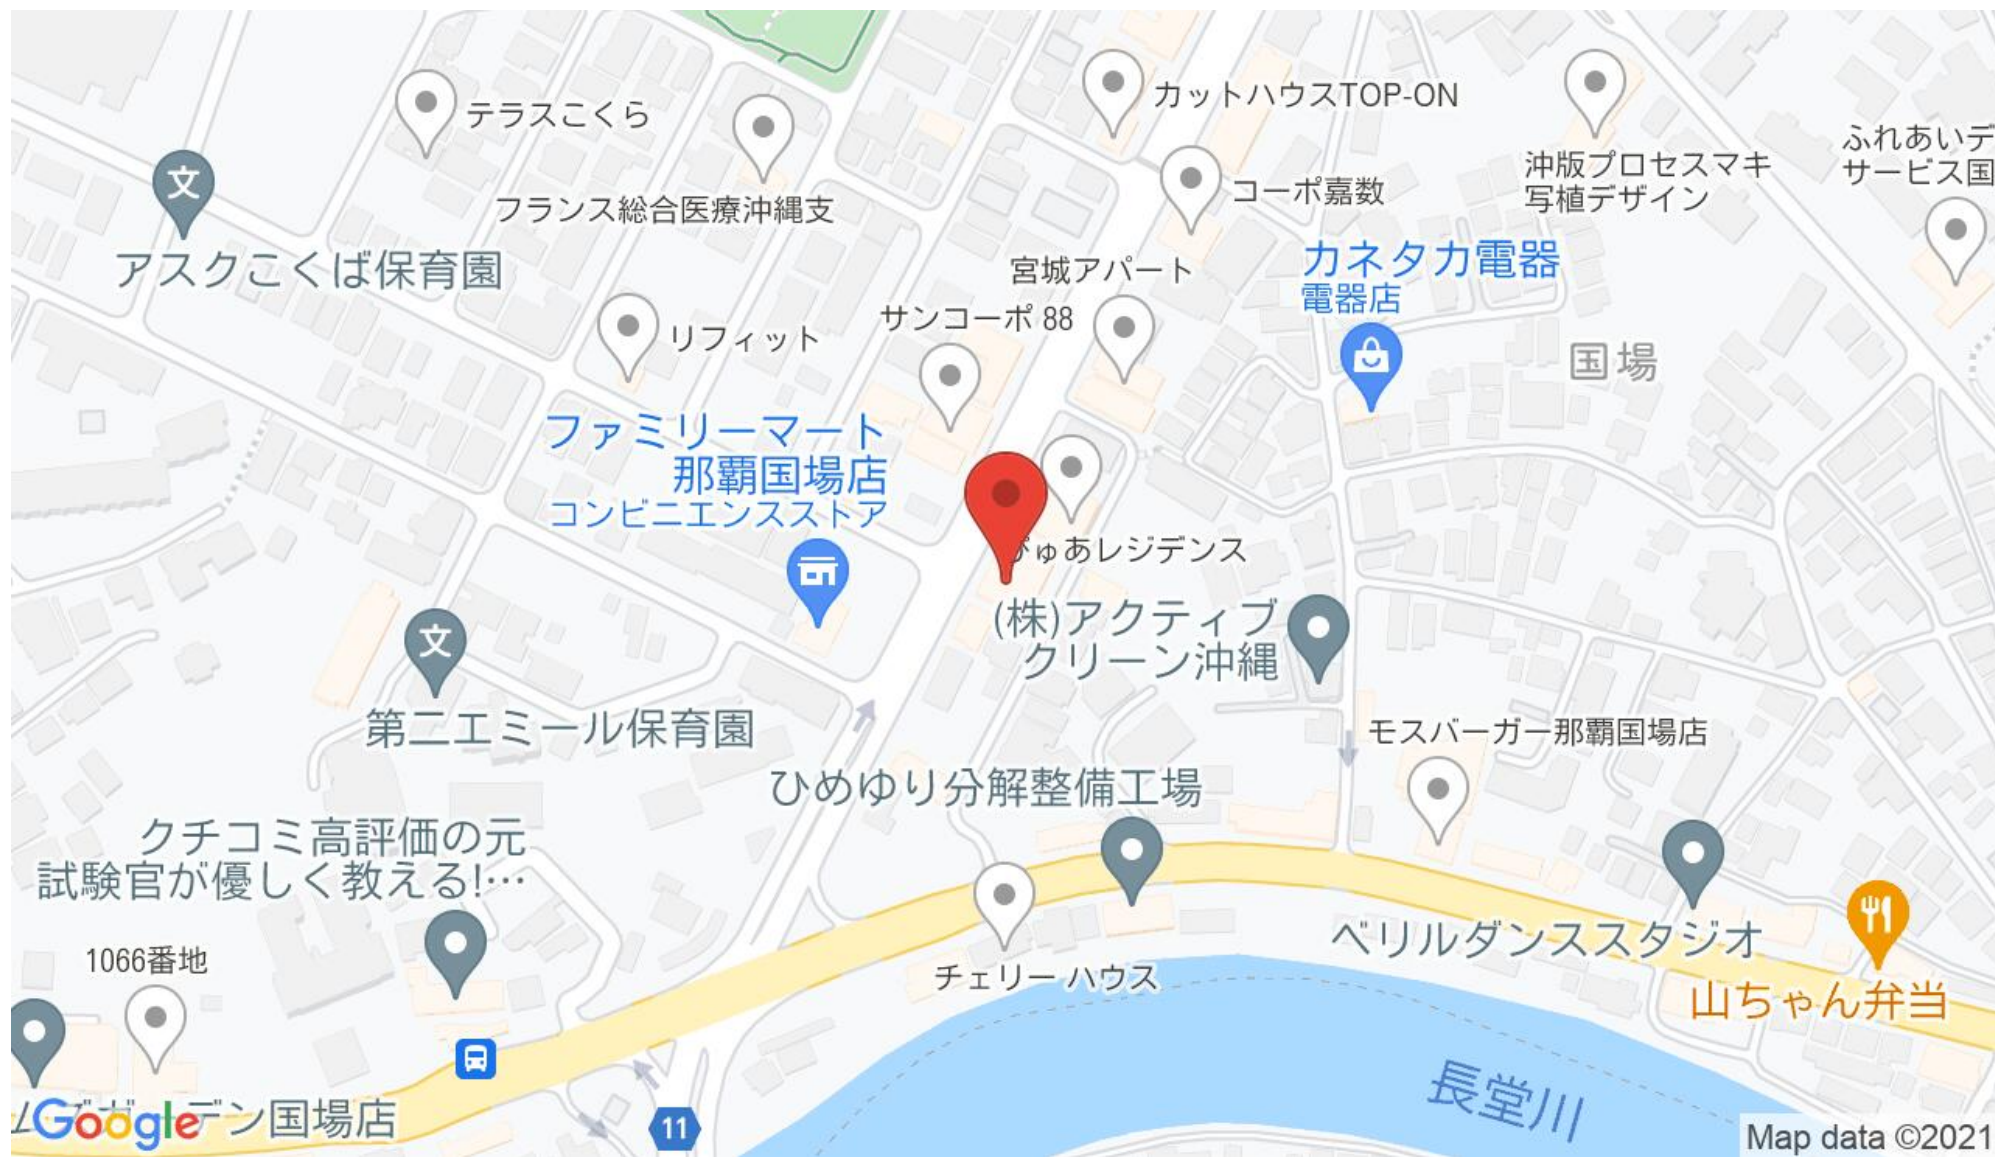 カットハウスTOP-ON
テラスこくら
沖版プロセスマキ
写植デザイン
ふれあいデ
サービス国
文
フランス総合医療沖縄支
コーポ嘉数
アスクこくば保育園
宮城アパート
カネタカ電器
電器店
サンコーポ 88
リフィット
国場
ファミリーマート
那覇国場店
コンビニエンスストア
ぴゅあレジデンス
(株)アクティブ
クリーン沖縄
文
第二エミール保育園
モスバーガー那覇国場店
ひめゆり分解整備工場
クチコミ高評価の元
試験官が優しく教える!…
1066番地
チェリー ハウス
ベリルダンススタジオ
山ちゃん弁当
長堂川
デン国場店
Google
11
Map data ©2021